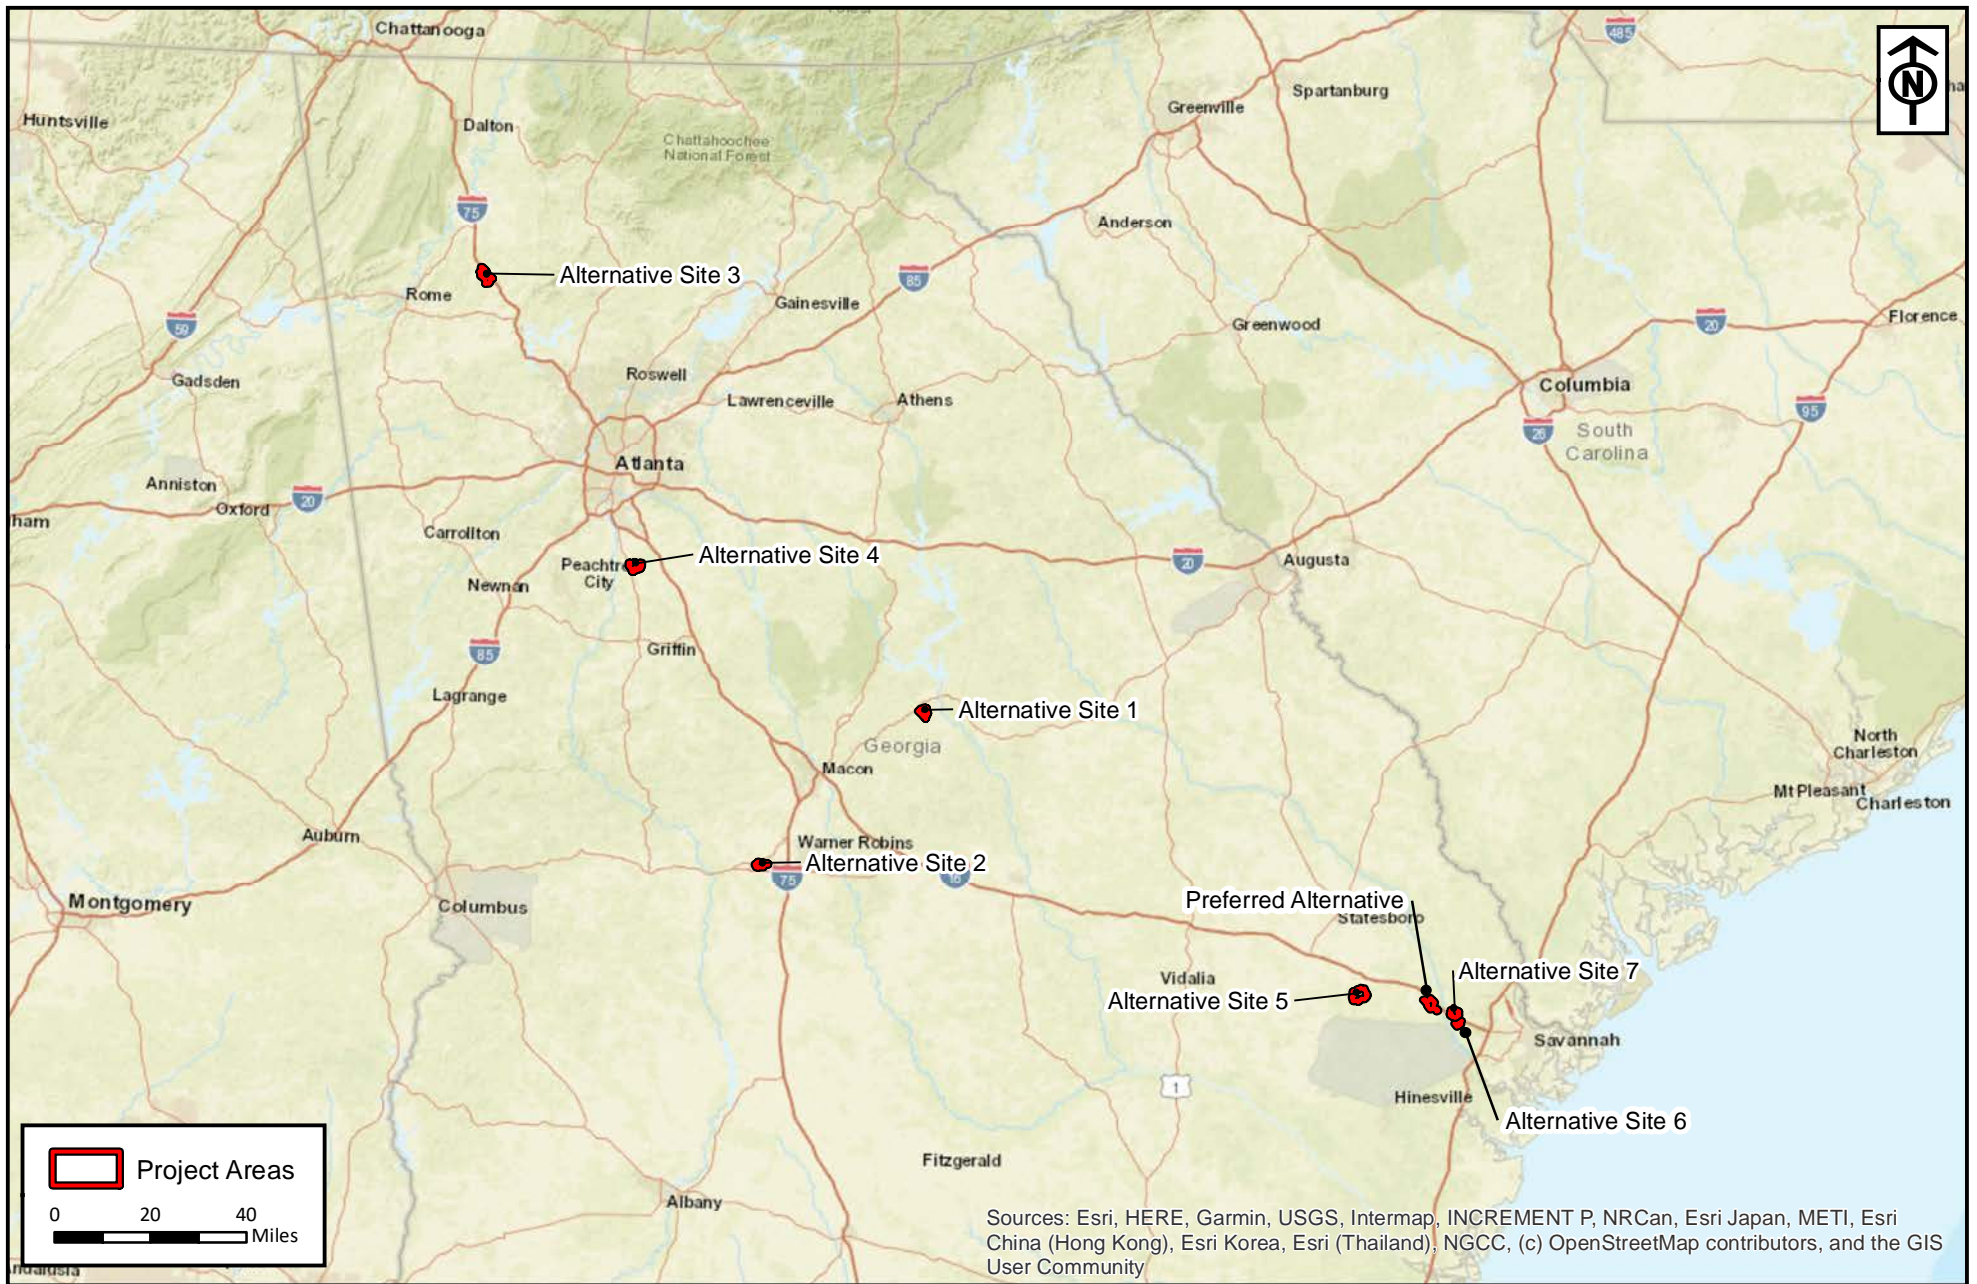 Chattanooga
485
N
Spartanburg
Greenville
Huntsville
Dalton
Chattahoochee
National Forest
75
Anderson
Alternative Site 3
85
Rome
Gainesville
Greenwood
20
Florence
59
Roswell
Gadsden
Columbia
Lawrenceville
Athens
95
26
South
Carolina
Atlanta
Anniston
20
Oxford
ham
Carrollton
Alternative Site 4
20
Augusta
Peachtre
City
Newnan
Griffin
85
Lagrange
Alternative Site 1
Georgia
North
Charleston
Macon
Mt Pleasant
Charleston
Auburn
Warner Robins
Alternative Site 2
75
16
Montgomery
Columbus
Preferred Alternative
Statesboro
Alternative Site 7
Vidalia
Alternative Site 5
Savannah
1
Hinesville
Alternative Site 6
Fitzgerald
Albany
Project Areas
0 20 40
Miles
Sources: Esri, HERE, Garmin, USGS, Intermap, INCREMENT P, NRCan, Esri Japan, METI, Esri
China (Hong Kong), Esri Korea, Esri (Thailand), NGCC, (c) OpenStreetMap contributors, and the GIS
User Community